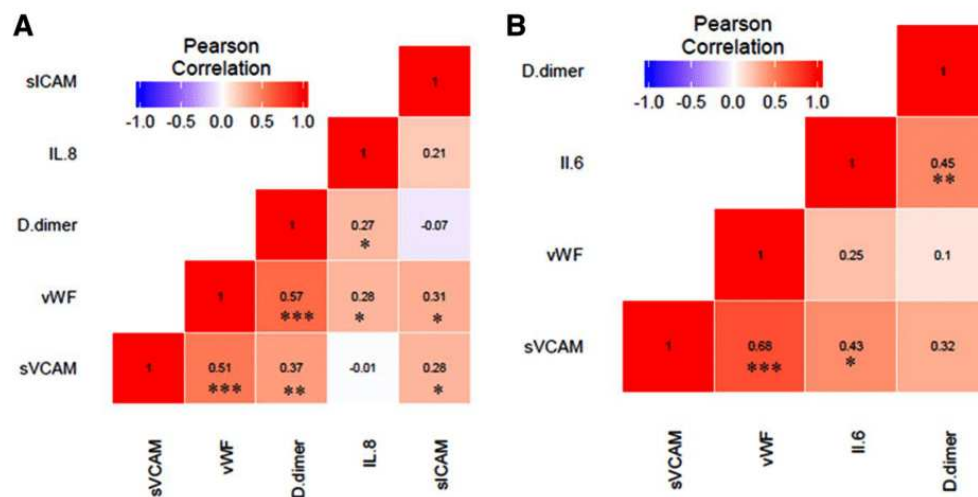 A
Pearson
Correlation
-1.0 -0.5 0.0 0.5 1.0
sICAM
1
IL.8
1 0.21
D.dimer
1 0.27 -0.07
*
vWF
1 0.57 0.28 0.31
*** * *
sVCAM
1 0.51 0.37 -0.01 0.28
*** ** *
sVCAM
vWF
D.dimer
IL.8
sICAM
B
Pearson
Correlation
-1.0 -0.5 0.0 0.5 1.0
D.dimer
1
Il.6
1 0.45
**
vWF
1 0.25 0.1
sVCAM
1 0.68 0.43 0.32
*** *
sVCAM
vWF
Il.6
D.dimer